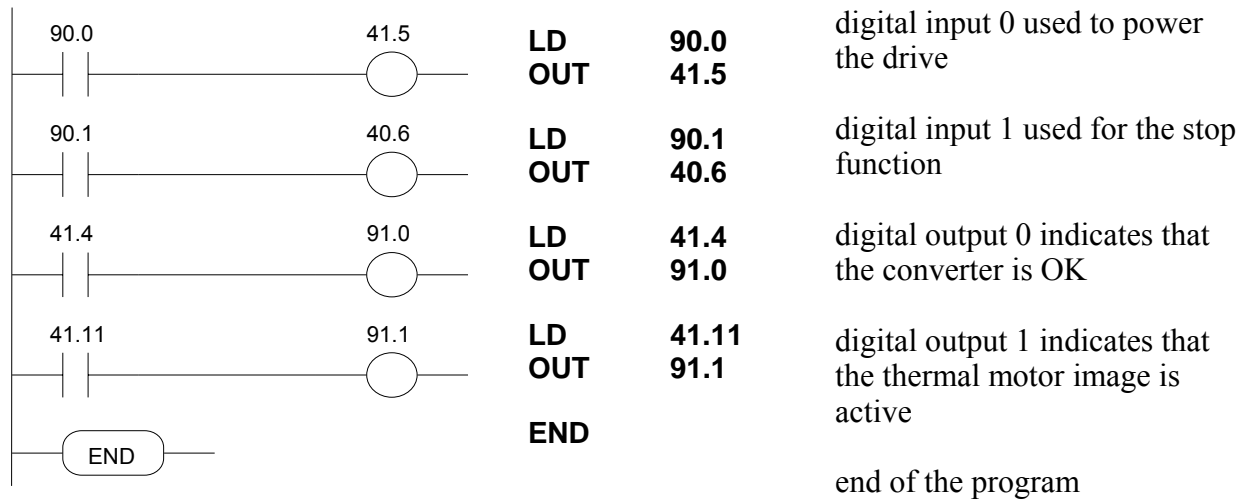 90.0 41.5
LD 90.0
OUT 41.5
digital input 0 used to power
the drive
90.1 40.6
LD 90.1
OUT 40.6
digital input 1 used for the stop
function
41.4 91.0
LD 41.4
OUT 91.0
digital output 0 indicates that
the converter is OK
41.11 91.1
LD 41.11
OUT 91.1
digital output 1 indicates that
the thermal motor image is
active
END
END
end of the program